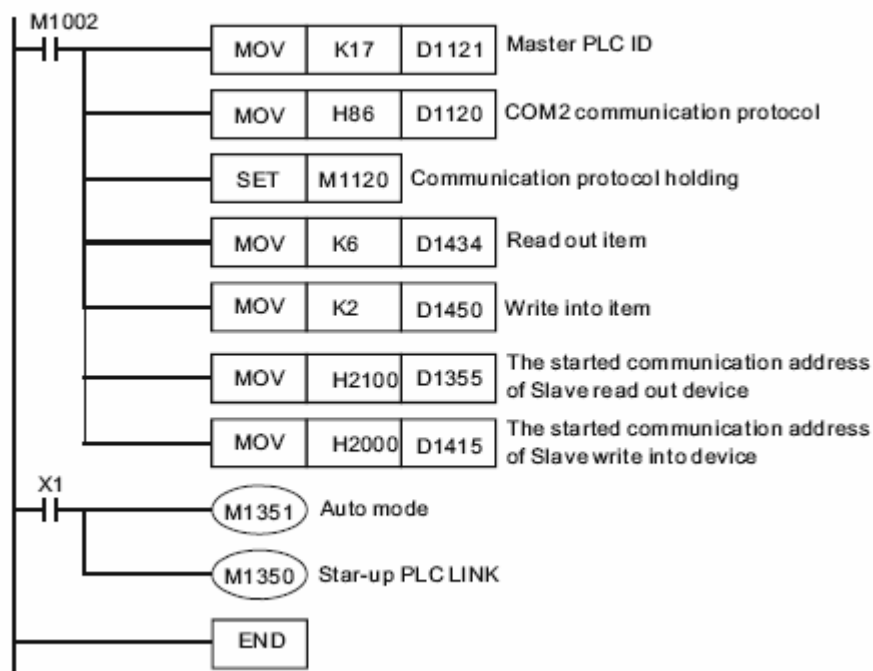 M1002
MOV K17 D1121 Master PLC ID
MOV H86 D1120 COM2 communication protocol
SET M1120 Communication protocol holding
MOV K6 D1434 Read out item
MOV K2 D1450 Write into item
MOV H2100 D1355 The started communication address
of Slave read out device
MOV H2000 D1415 The started communication address
of Slave write into device
X1
M1351 Auto mode
M1350 Star-up PLC LINK
END